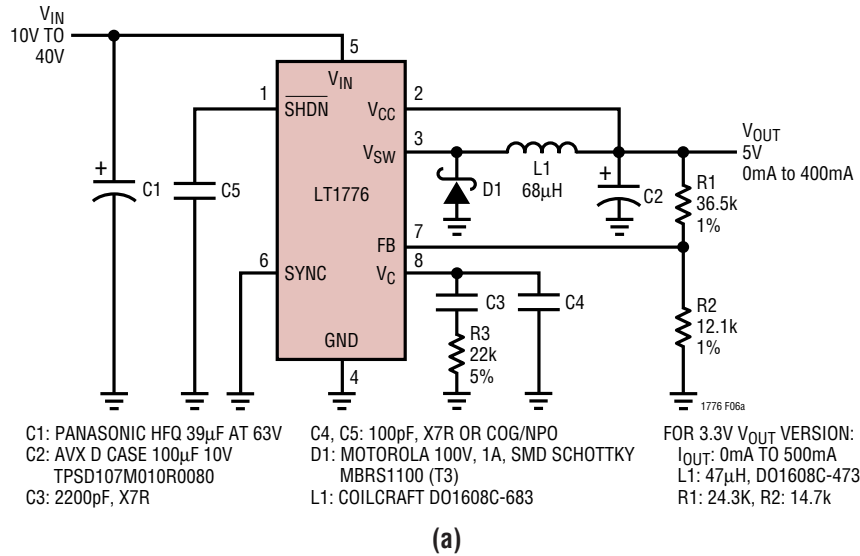 VIN
10V TO
40V
5
VIN
1
SHDN
VCC
2
VSW
3
LT1776
FB
7
6
SYNC
VC
8
GND
4
+
C1
C5
D1
L1
68µH
+
C2
VOUT
5V
0mA to 400mA
R1
36.5k
1%
C3
C4
R3
22k
5%
R2
12.1k
1%
1776 F06a
C1: PANASONIC HFQ 39µF AT 63V
C2: AVX D CASE 100µF 10V
TPSD107M010R0080
C3: 2200pF, X7R
C4, C5: 100pF, X7R OR COG/NPO
D1: MOTOROLA 100V, 1A, SMD SCHOTTKY
MBRS1100 (T3)
L1: COILCRAFT DO1608C-683
FOR 3.3V VOUT VERSION:
IOUT: 0mA TO 500mA
L1: 47µH, DO1608C-473
R1: 24.3K, R2: 14.7k
(a)